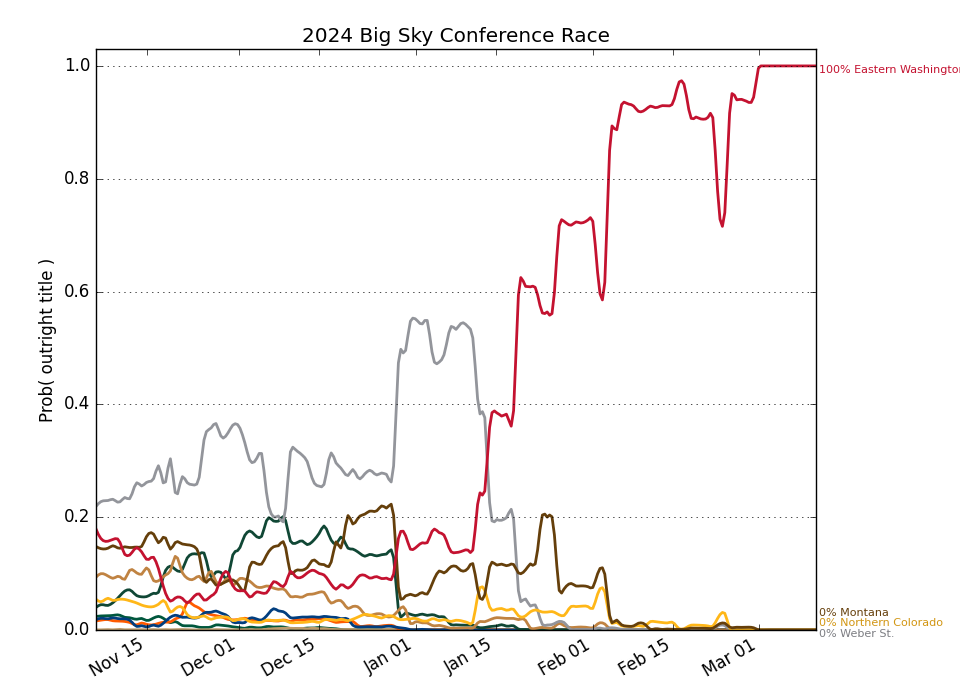 2024 Big Sky Conference Race
Prob( outright title )
1.0
0.8
0.6
0.4
0.2
0.0
Nov 15
Dec 01
Dec 15
Jan 01
Jan 15
Feb 01
Feb 15
Mar 01
100% Eastern Washington
0% Montana
0% Northern Colorado
0% Weber St.